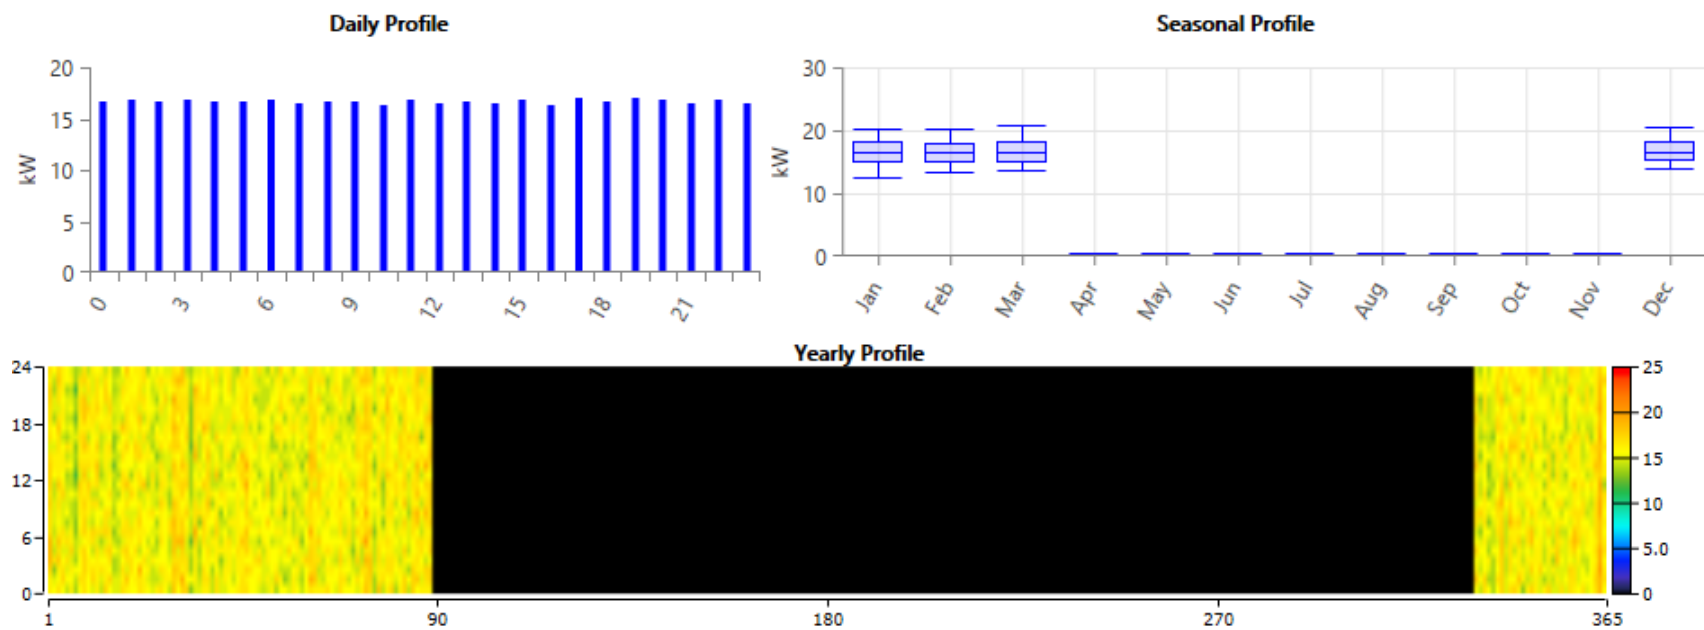 Daily Profile
20
15
10
5
0
kW
0 3 6 9 12 15 18 21
Seasonal Profile
30
20
10
0
kW
Jan Feb Mar Apr May Jun Jul Aug Sep Oct Nov Dec
Yearly Profile
24
18
12
6
0
1 90 180 270 365
25
20
15
10
5.0
0